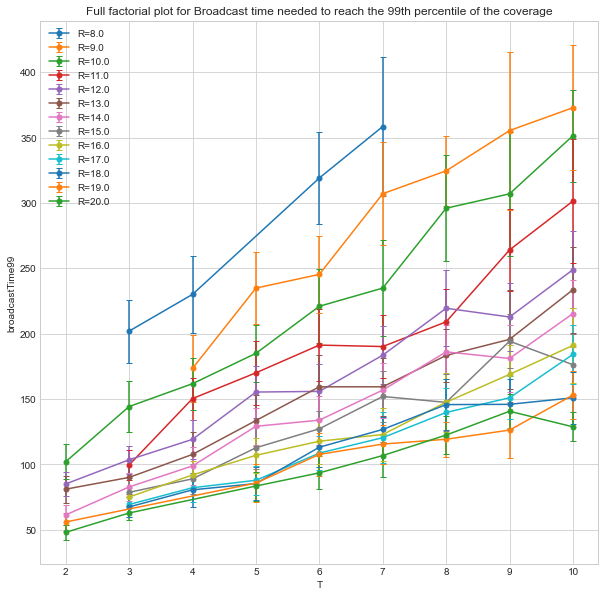 Full factorial plot for Broadcast time needed to reach the 99th percentile of the coverage
R=8.0
R=9.0
R=10.0
R=11.0
R=12.0
R=13.0
R=14.0
R=15.0
R=16.0
R=17.0
R=18.0
R=19.0
R=20.0
broadcastTime99
400
350
300
250
200
150
100
50
2 3 4 5 6 7 8 9 10
T